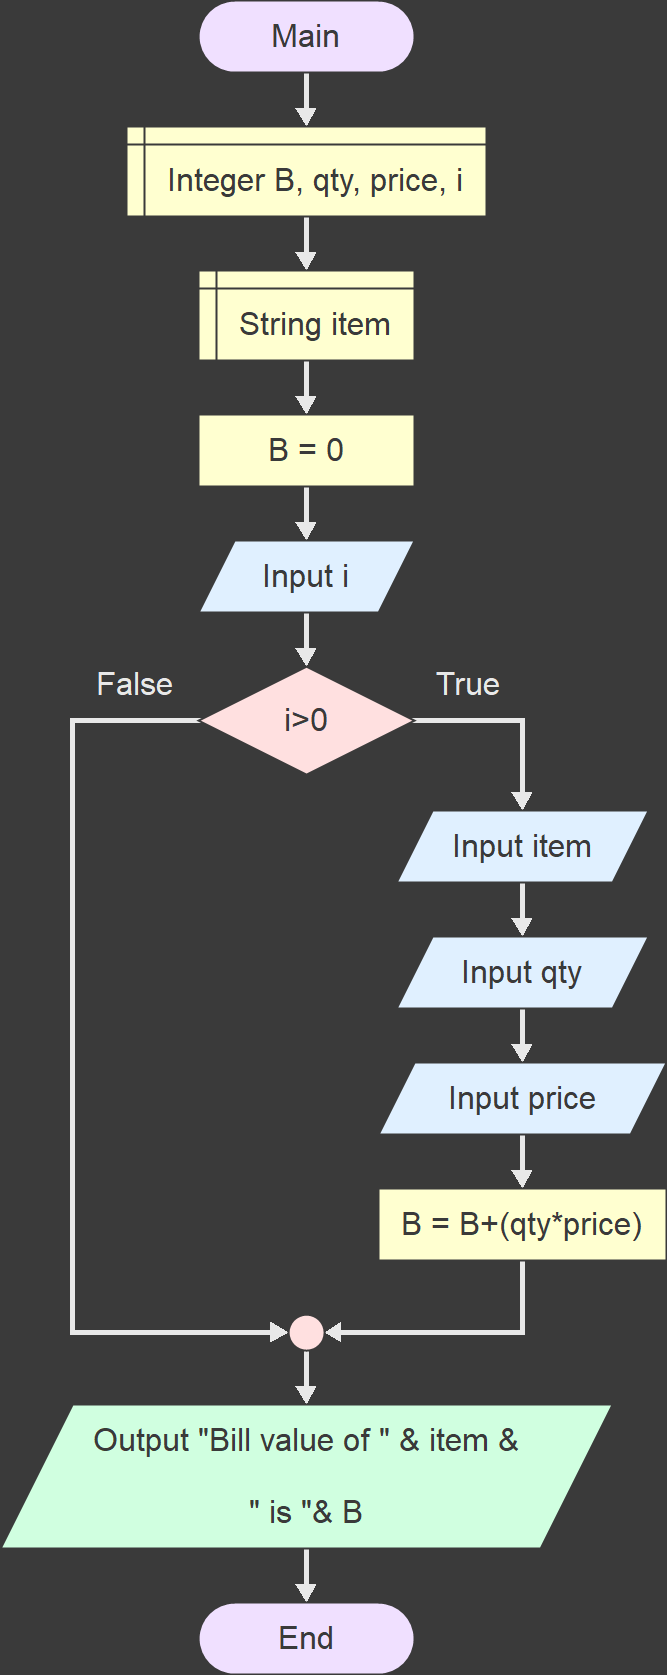 Main
Integer B, qty, price, i
String item
B = 0
Input i
False
True
i>0
Input item
Input qty
Input price
B = B+(qty*price)
Output "Bill value of " & item &
" is "& B
End